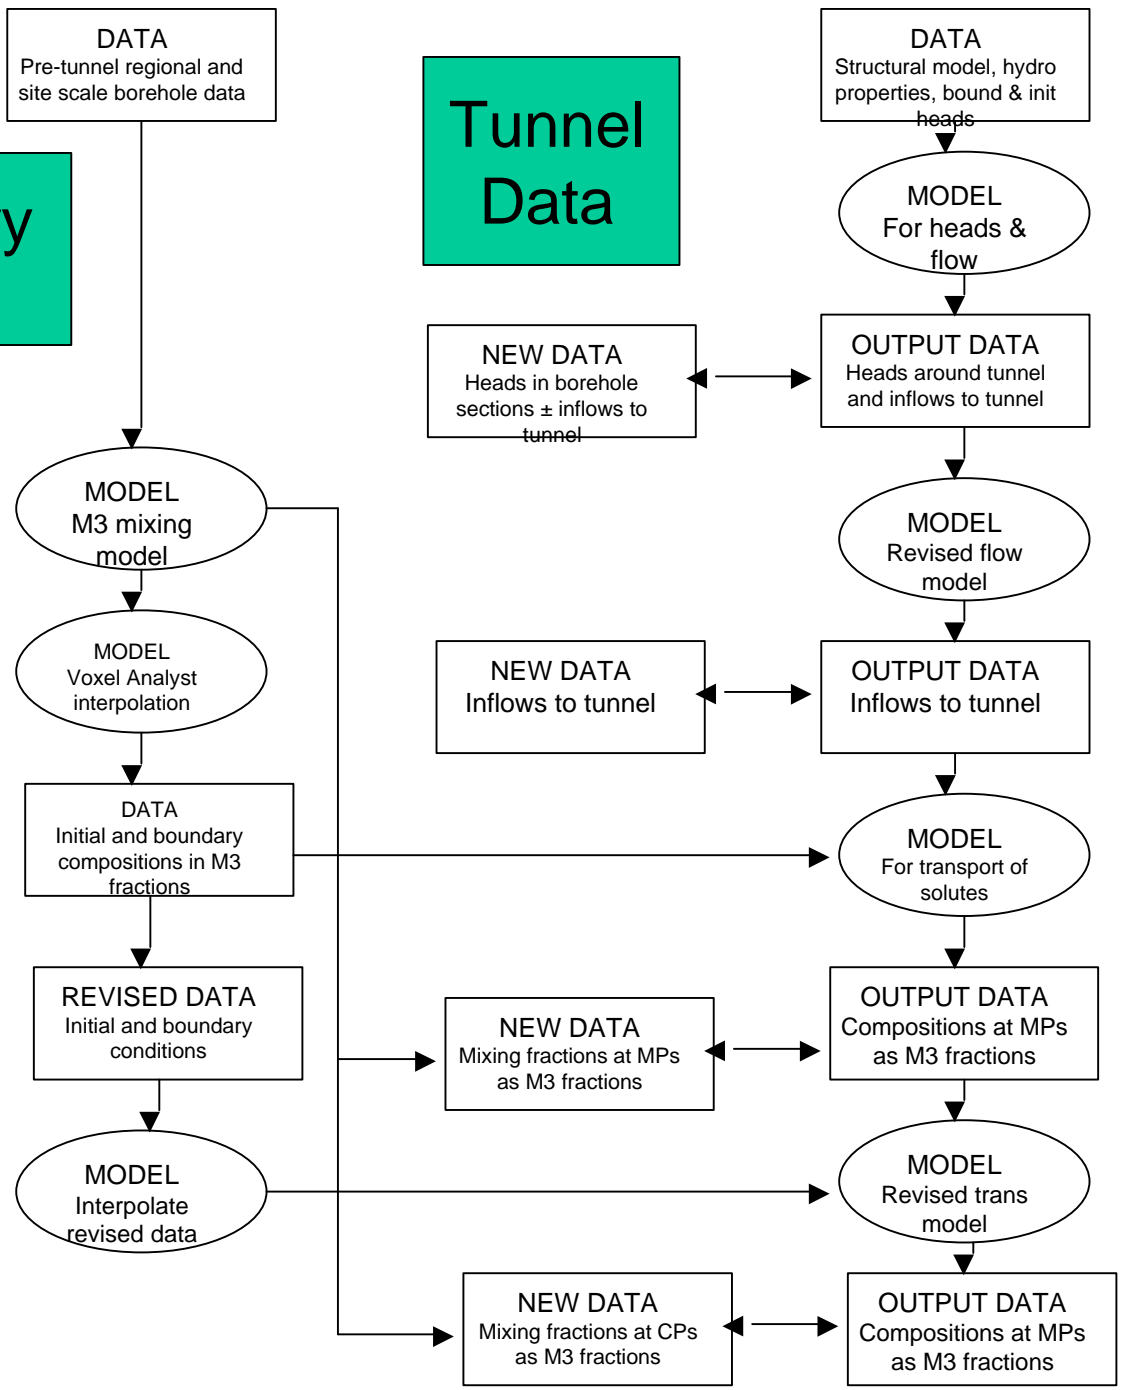 DATA
Pre-tunnel regional and
site scale borehole data
Tunnel
Data
DATA
Structural model, hydro
properties, bound & init
heads
y
MODEL
For heads &
flow
NEW DATA
Heads in borehole
sections ± inflows to
tunnel
OUTPUT DATA
Heads around tunnel
and inflows to tunnel
MODEL
M3 mixing
model
MODEL
Revised flow
model
MODEL
Voxel Analyst
interpolation
NEW DATA
Inflows to tunnel
OUTPUT DATA
Inflows to tunnel
DATA
Initial and boundary
compositions in M3
fractions
MODEL
For transport of
solutes
REVISED DATA
Initial and boundary
conditions
NEW DATA
Mixing fractions at MPs
as M3 fractions
OUTPUT DATA
Compositions at MPs
as M3 fractions
MODEL
Interpolate
revised data
MODEL
Revised trans
model
NEW DATA
Mixing fractions at CPs
as M3 fractions
OUTPUT DATA
Compositions at MPs
as M3 fractions